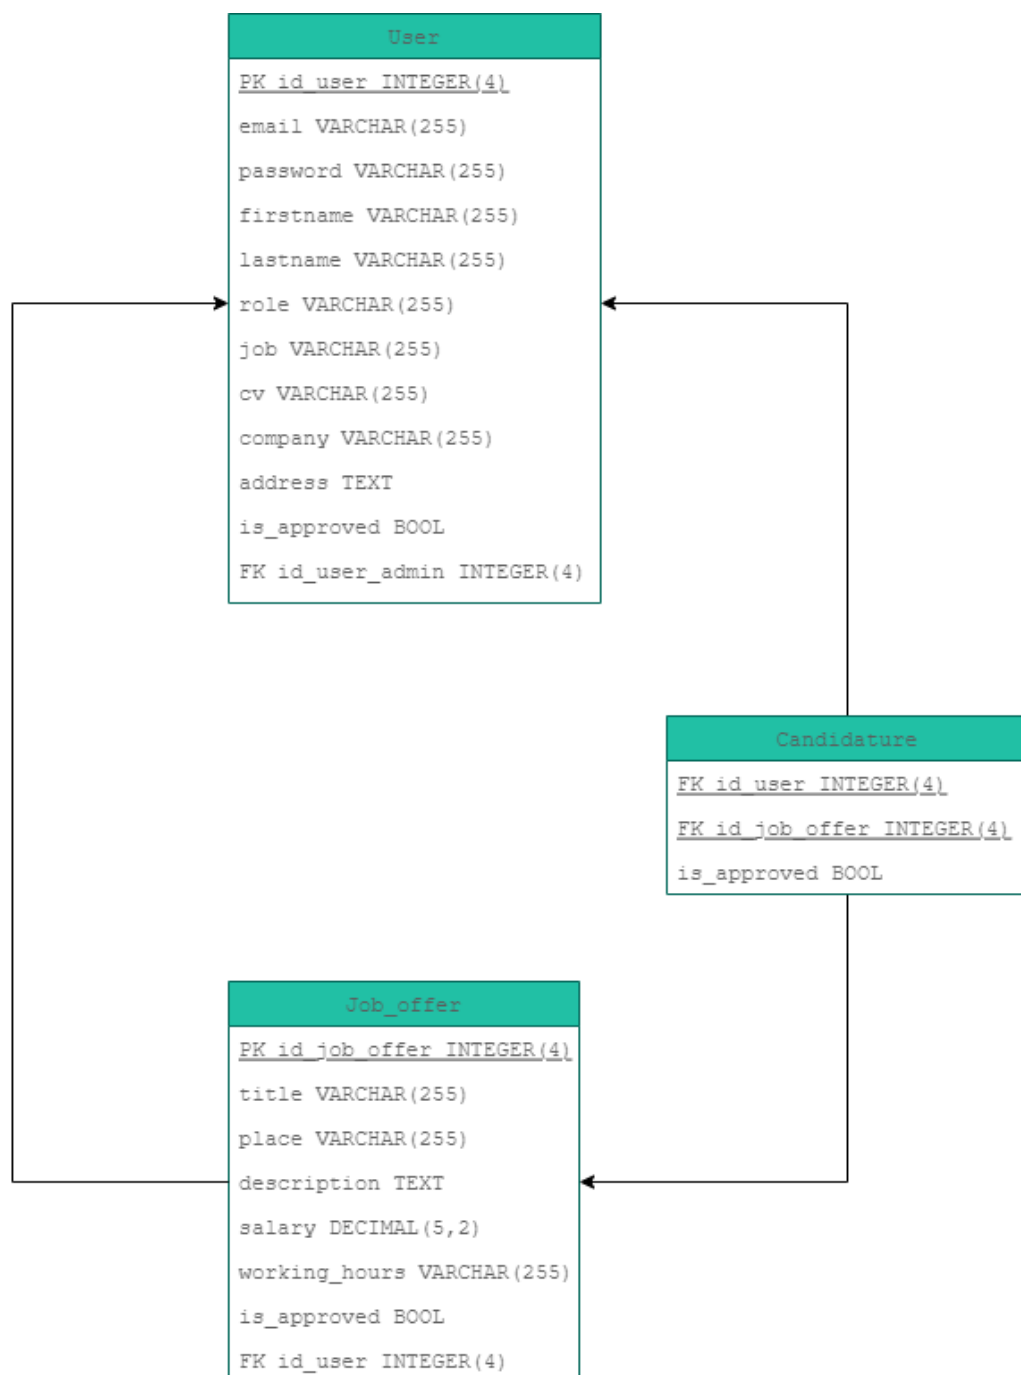 User
PK id_user INTEGER(4)
email VARCHAR(255)
password VARCHAR(255)
firstname VARCHAR(255)
lastname VARCHAR(255)
role VARCHAR(255)
job VARCHAR(255)
cv VARCHAR(255)
company VARCHAR(255)
address TEXT
is_approved BOOL
FK id_user_admin INTEGER(4)
Candidature
FK id_user INTEGER(4)
FK id_job_offer INTEGER(4)
is_approved BOOL
Job_offer
PK id_job_offer INTEGER(4)
title VARCHAR(255)
place VARCHAR(255)
description TEXT
salary DECIMAL(5,2)
working_hours VARCHAR(255)
is_approved BOOL
FK id_user INTEGER(4)